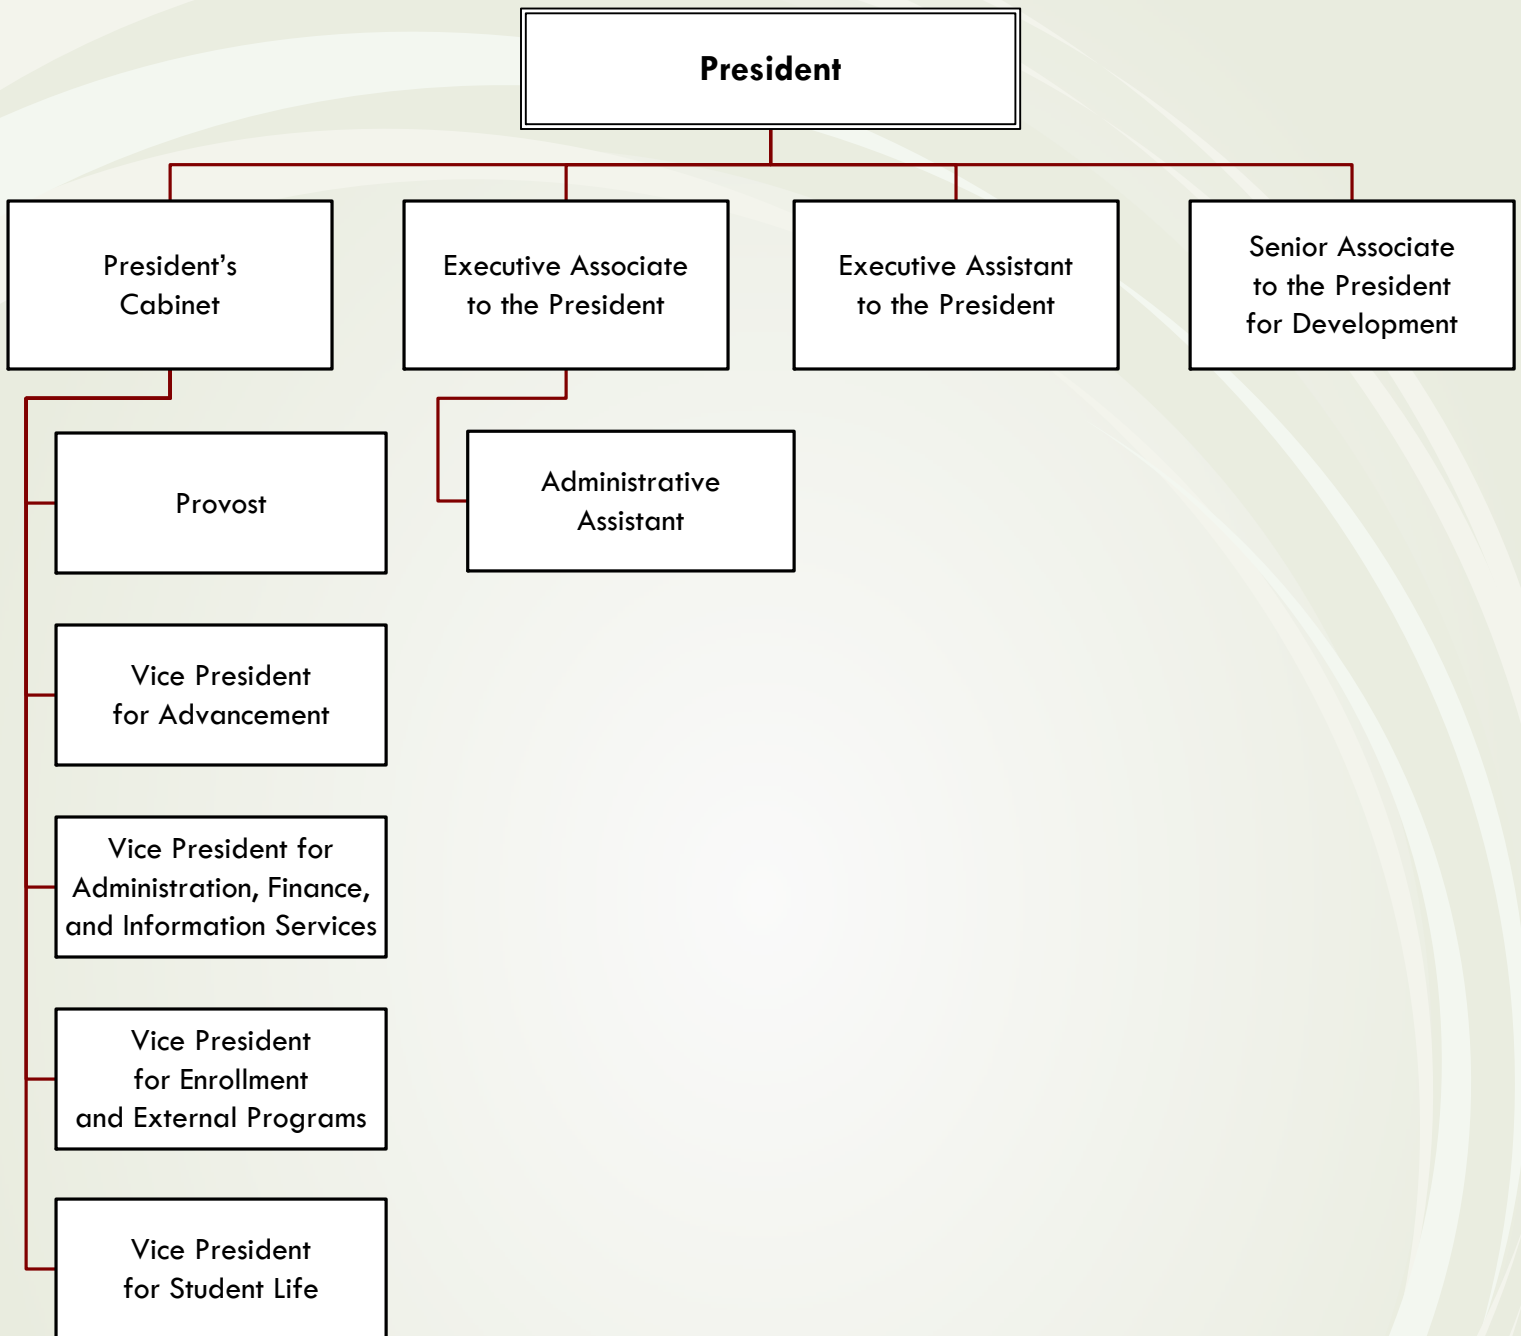 President
President’s
Cabinet
Executive Associate
to the President
Executive Assistant
to the President
Senior Associate
to the President
for Development
Provost
Administrative
Assistant
Vice President
for Advancement
Vice President for
Administration, Finance,
and Information Services
Vice President
for Enrollment
and External Programs
Vice President
for Student Life